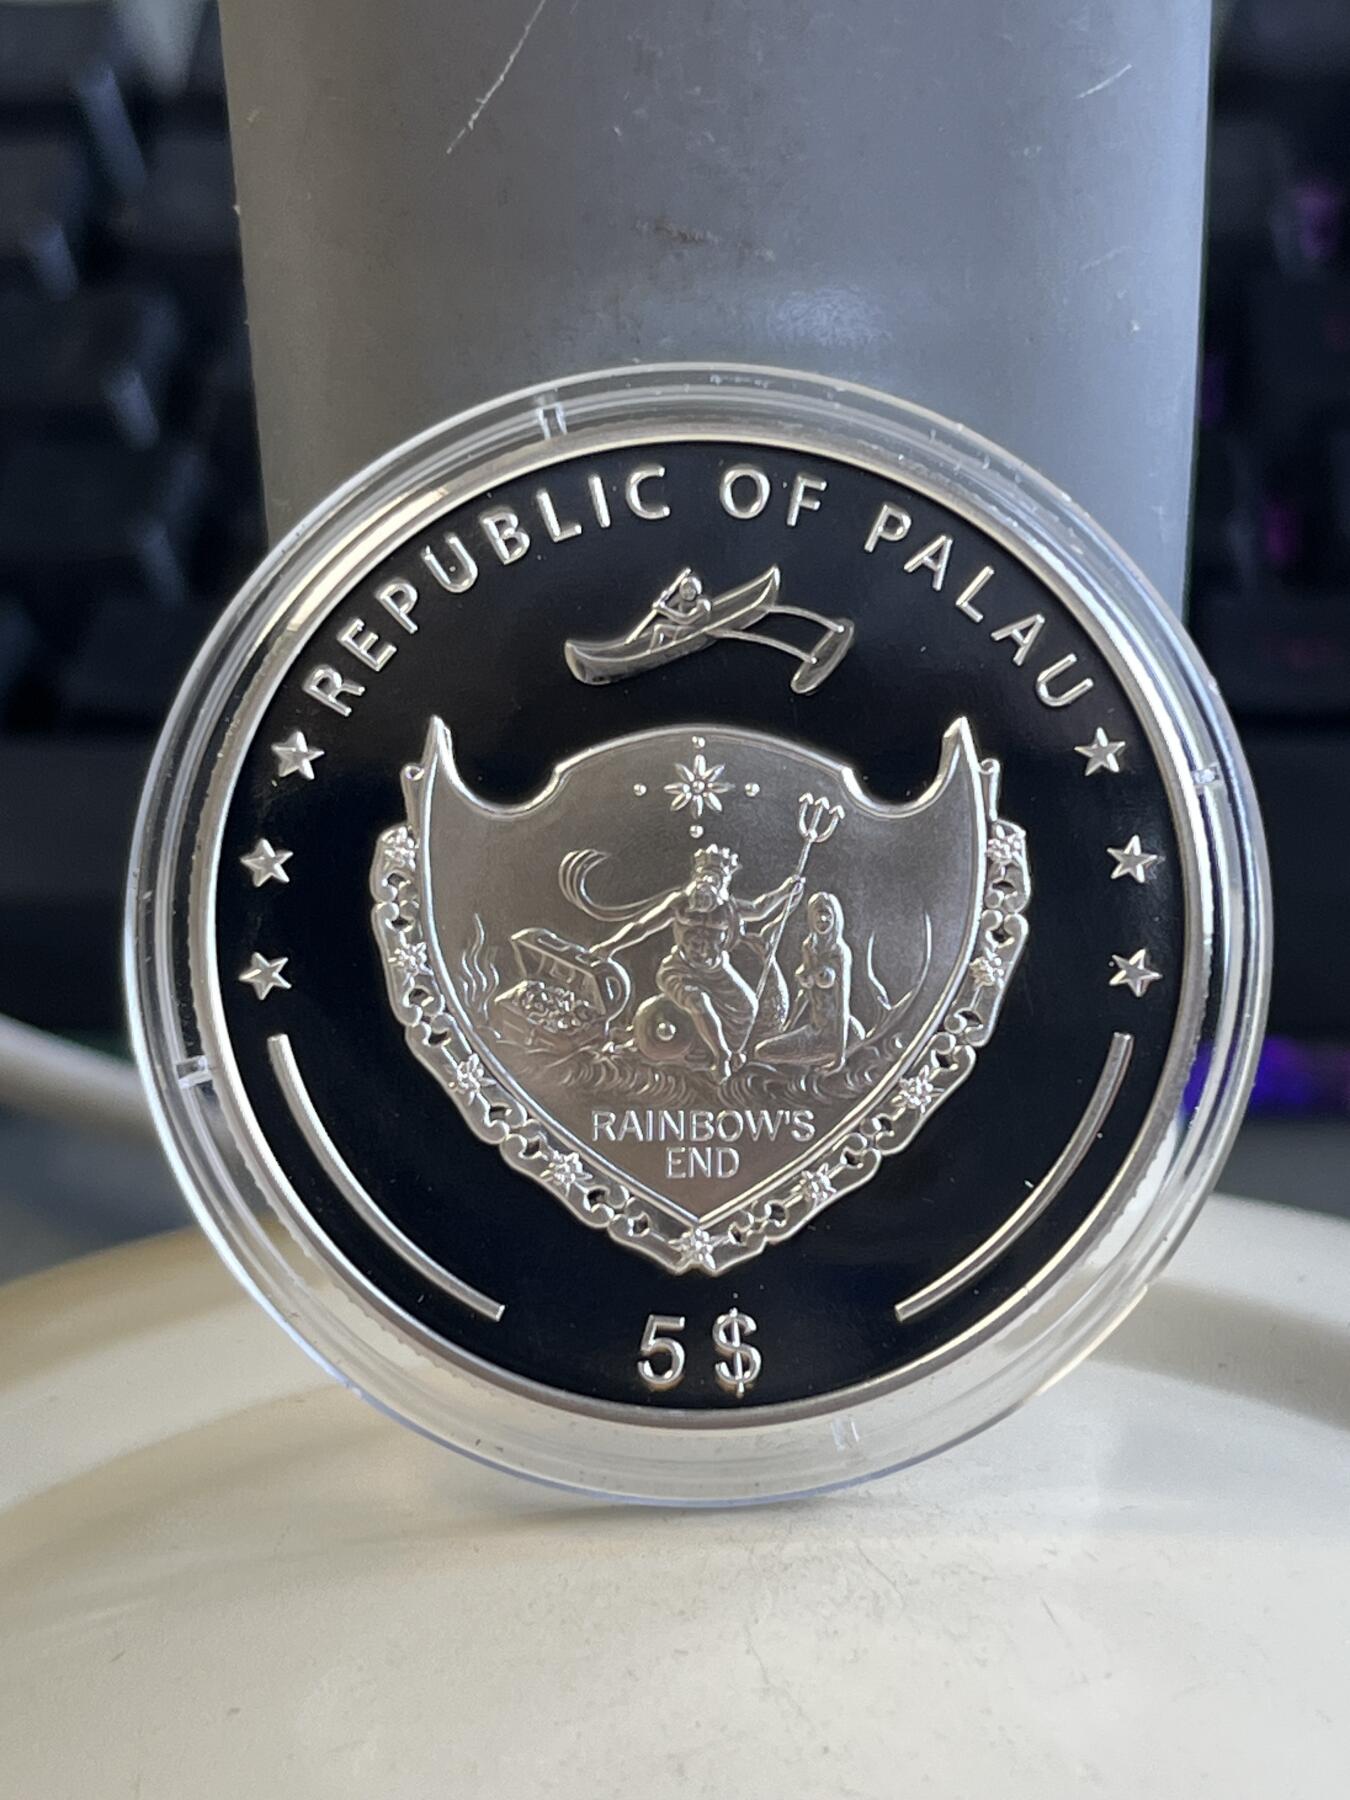 REPUBLIC OF PALAU
RAINBOW'S
END
5 $